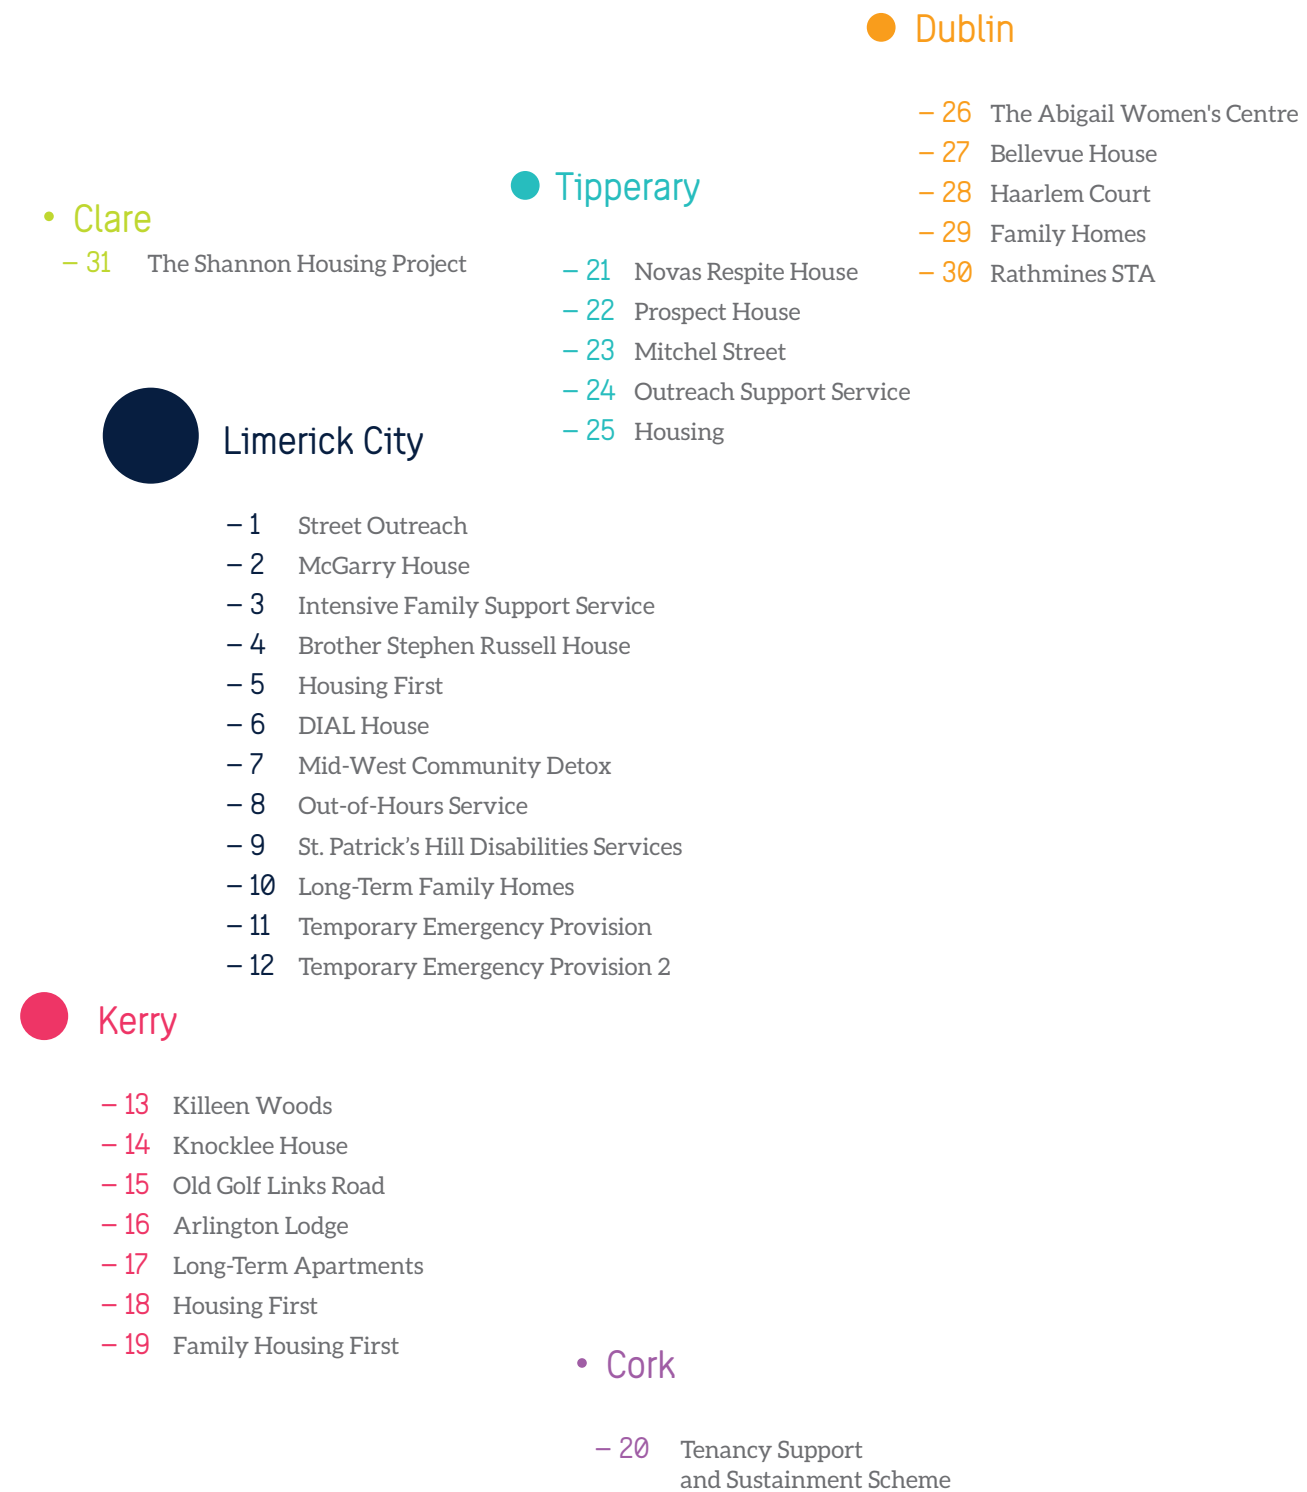 Dublin
– 26 The Abigail Women's Centre
– 27 Bellevue House
– 28 Haarlem Court
– 29 Family Homes
– 30 Rathmines STA
Tipperary
– 21 Novas Respite House
– 22 Prospect House
– 23 Mitchel Street
– 24 Outreach Support Service
– 25 Housing
• Clare
– 31 The Shannon Housing Project
Limerick City
– 1 Street Outreach
– 2 McGarry House
– 3 Intensive Family Support Service
– 4 Brother Stephen Russell House
– 5 Housing First
– 6 DIAL House
– 7 Mid-West Community Detox
– 8 Out-of-Hours Service
– 9 St. Patrick’s Hill Disabilities Services
– 10 Long-Term Family Homes
– 11 Temporary Emergency Provision
– 12 Temporary Emergency Provision 2
Kerry
– 13 Killeen Woods
– 14 Knocklee House
– 15 Old Golf Links Road
– 16 Arlington Lodge
– 17 Long-Term Apartments
– 18 Housing First
– 19 Family Housing First
• Cork
– 20 Tenancy Support
and Sustainment Scheme